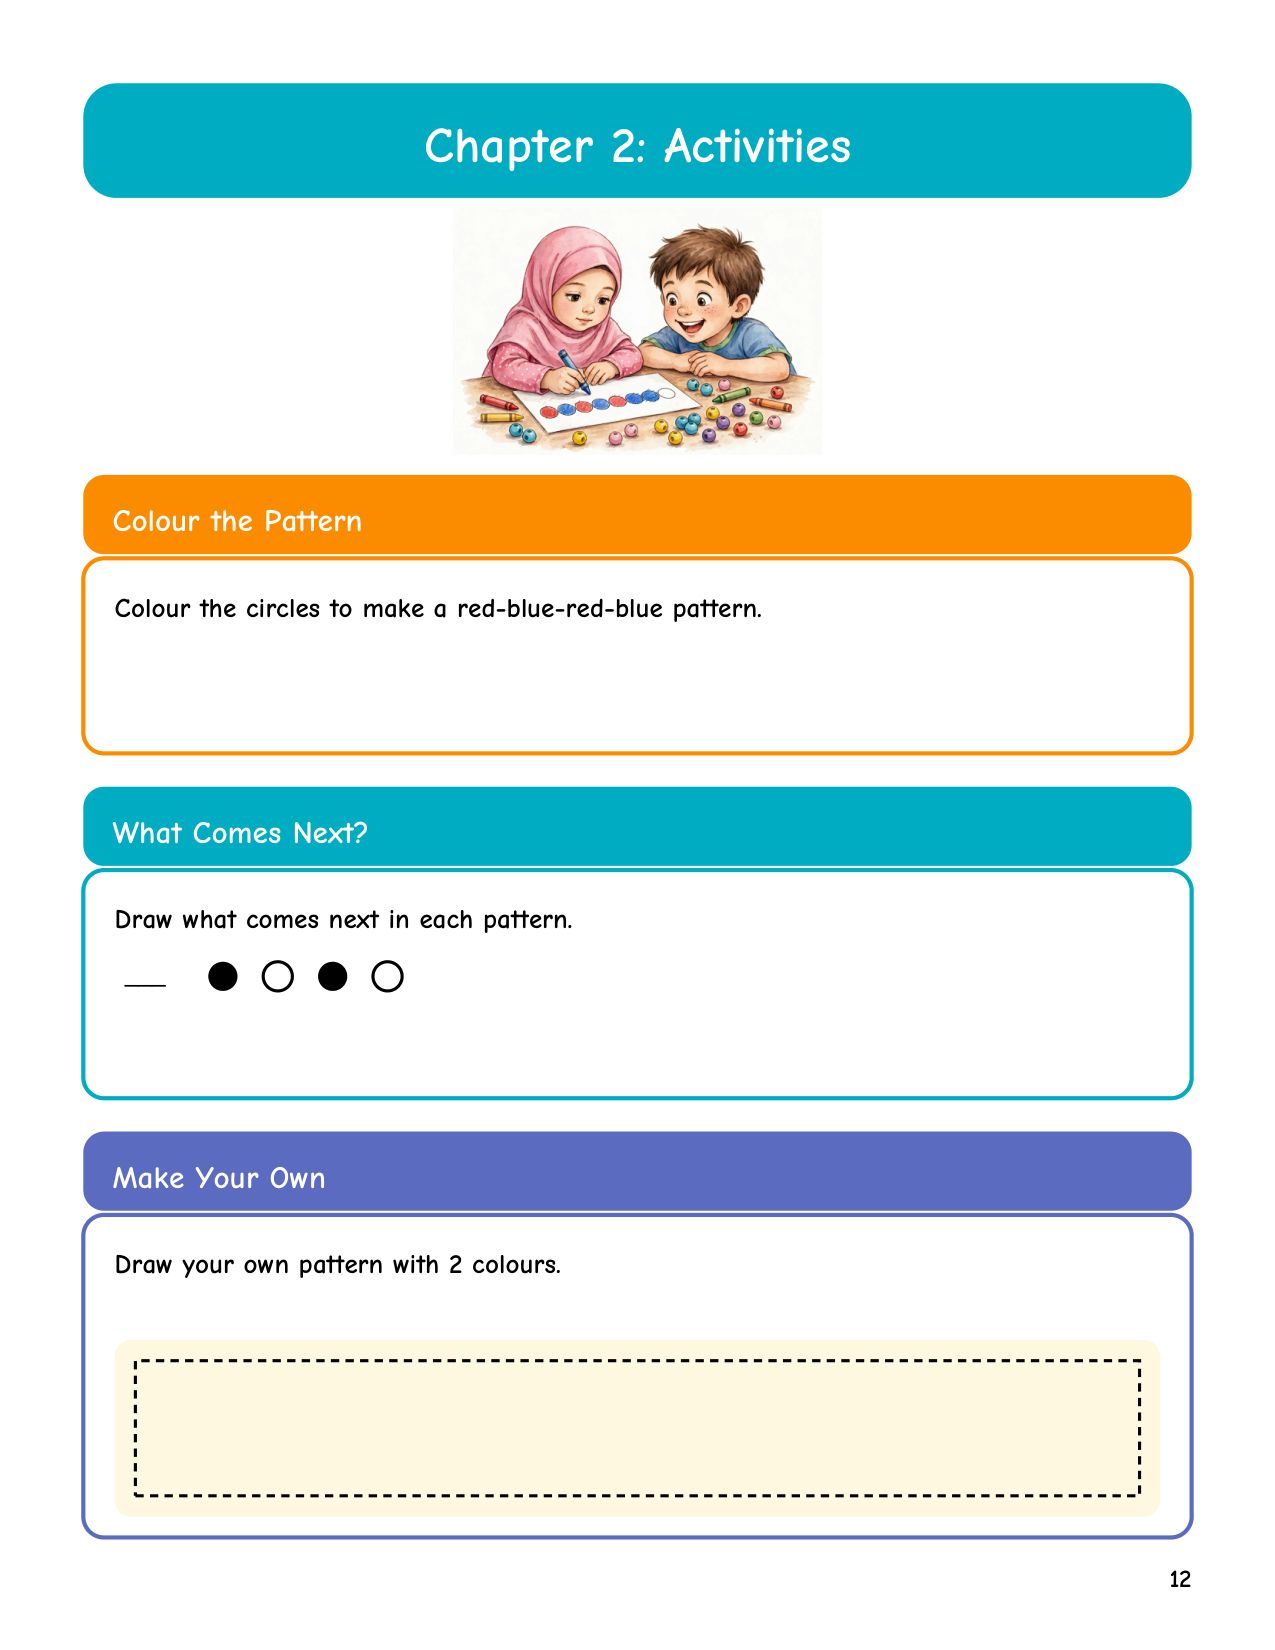 Chapter 2: Activities
Colour the Pattern
Colour the circles to make a red-blue-red-blue pattern.
What Comes Next?
Draw what comes next in each pattern.
___ ● ○ ● ○
Make Your Own
Draw your own pattern with 2 colours.
12